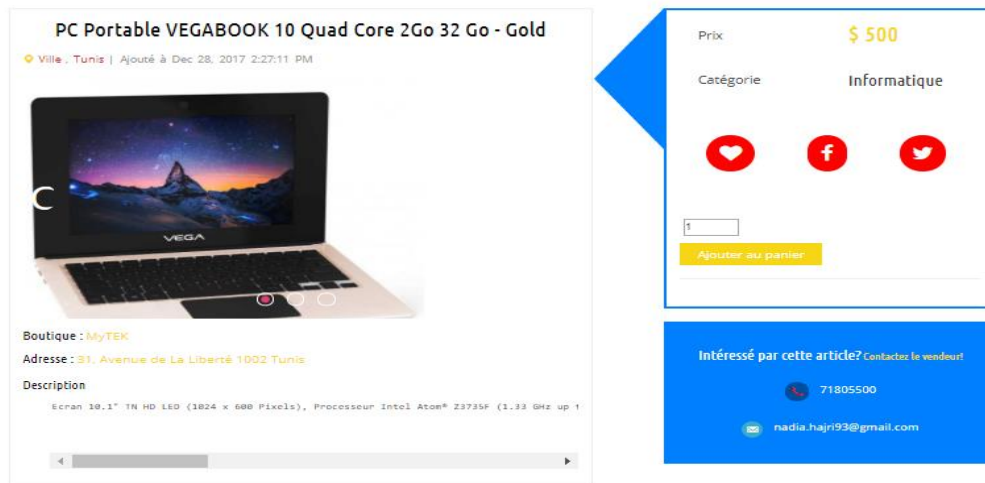 PC Portable VEGABOOK 10 Quad Core 2Go 32 Go - Gold
Ville , Tunis | Ajouté à Dec 28, 2017 2:27:11 PM
VEGA
Boutique : MyTEK
Adresse : 31, Avenue de La Liberté 1002 Tunis
Description
Ecran 10.1" TN HD LED (1024 x 600 Pixels), Processeur Intel Atom® Z3735F (1.33 GHz up
Prix $ 500
Catégorie Informatique
1
Ajouter au panier
Intéressé par cette article? Contactez le vendeur!
71805500
nadia.hajri93@gmail.com